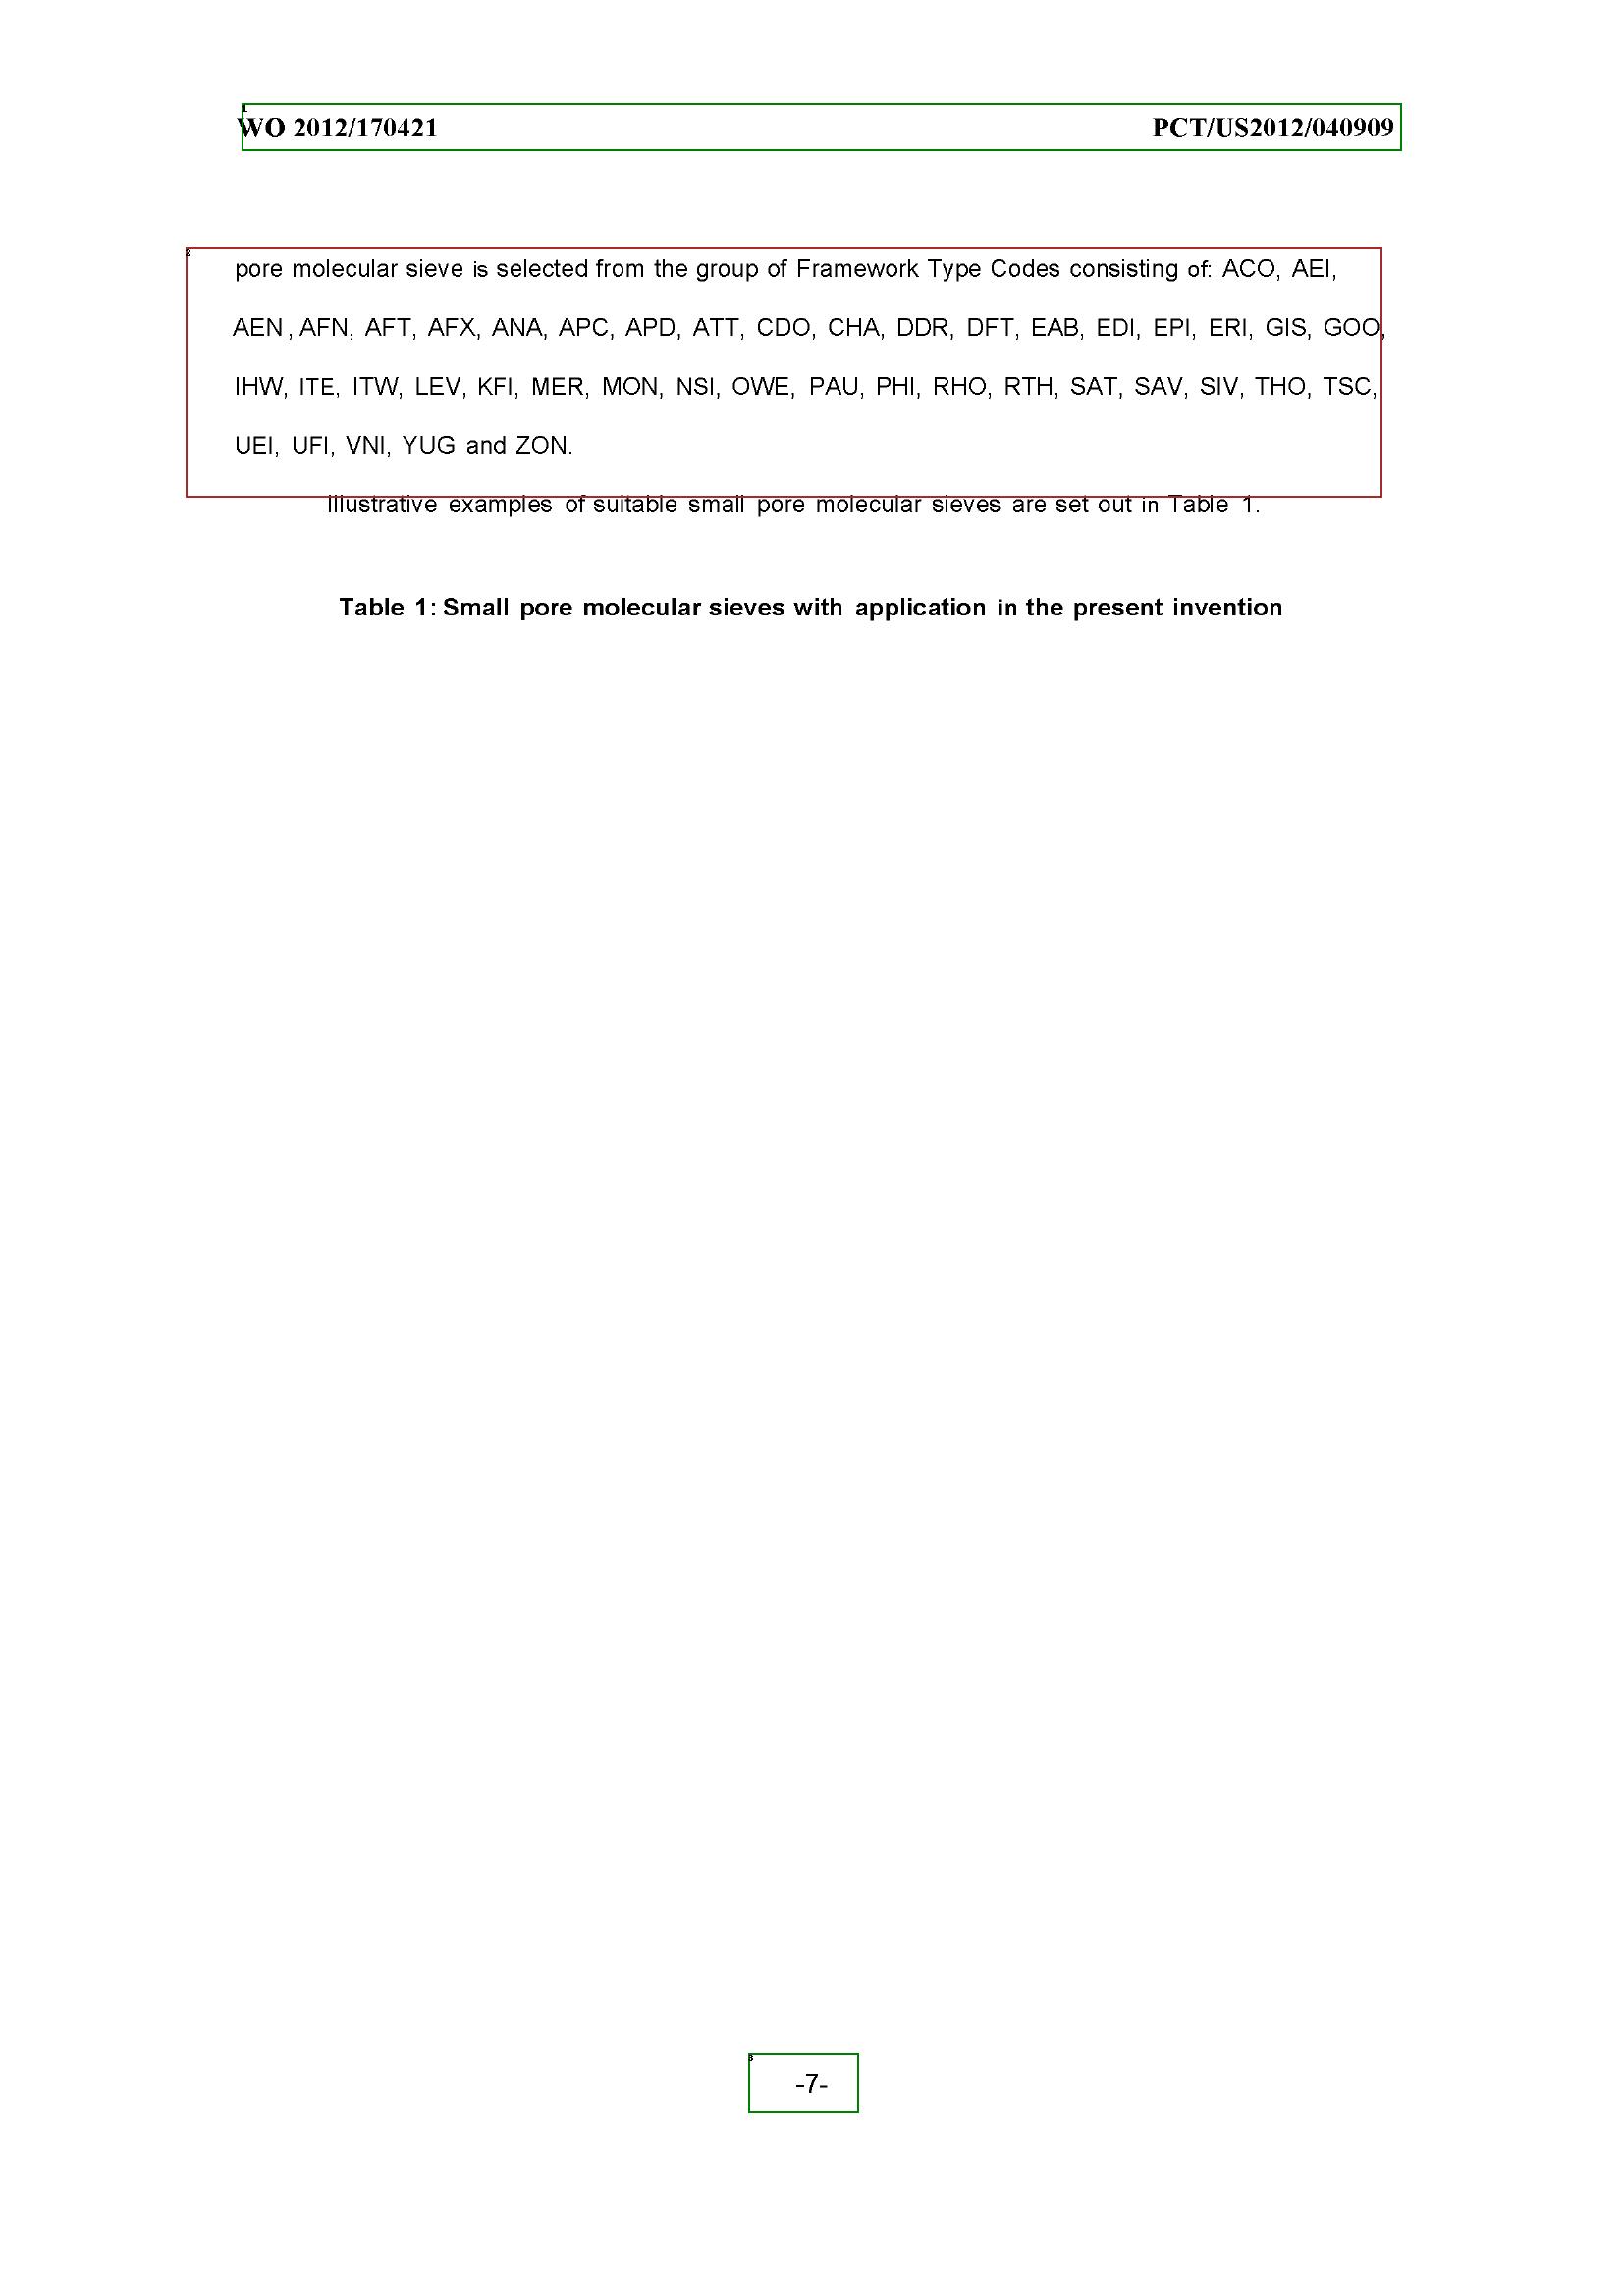 1
WO 2012/170421 PCT/US2012/040909
2
pore molecular sieve is selected from the group of Framework Type Codes consisting of: ACO, AEI,
AEN, AFN, AFT, AFX, ANA, APC, APD, ATT, CDO, CHA, DDR, DFT, EAB, EDI, EPI, ERI, GIS, GOO,
IHW, ITE, ITW, LEV, KFI, MER, MON, NSI, OWE, PAU, PHI, RHO, RTH, SAT, SAV, SIV, THO, TSC,
UEI, UFI, VNI, YUG and ZON.
Illustrative examples of suitable small pore molecular sieves are set out in Table 1.
Table 1: Small pore molecular sieves with application in the present invention
3
-7-